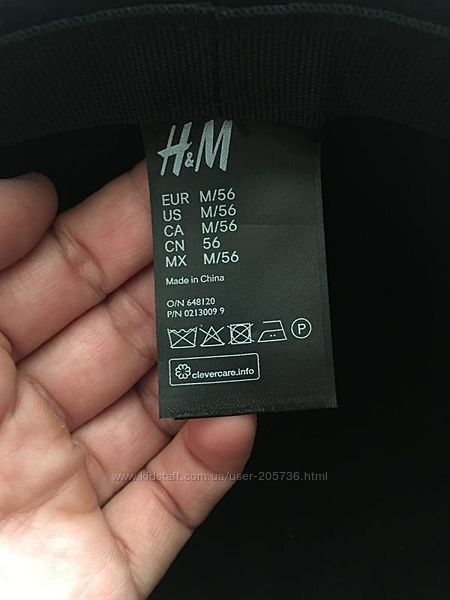 H&M
EUR M/56
US M/56
CA M/56
CN 56
MX M/56
Made in China
O/N 648120
P/N 0213009 9
P
clevercare.info
www.kidstaff.com.ua/user-205736.html